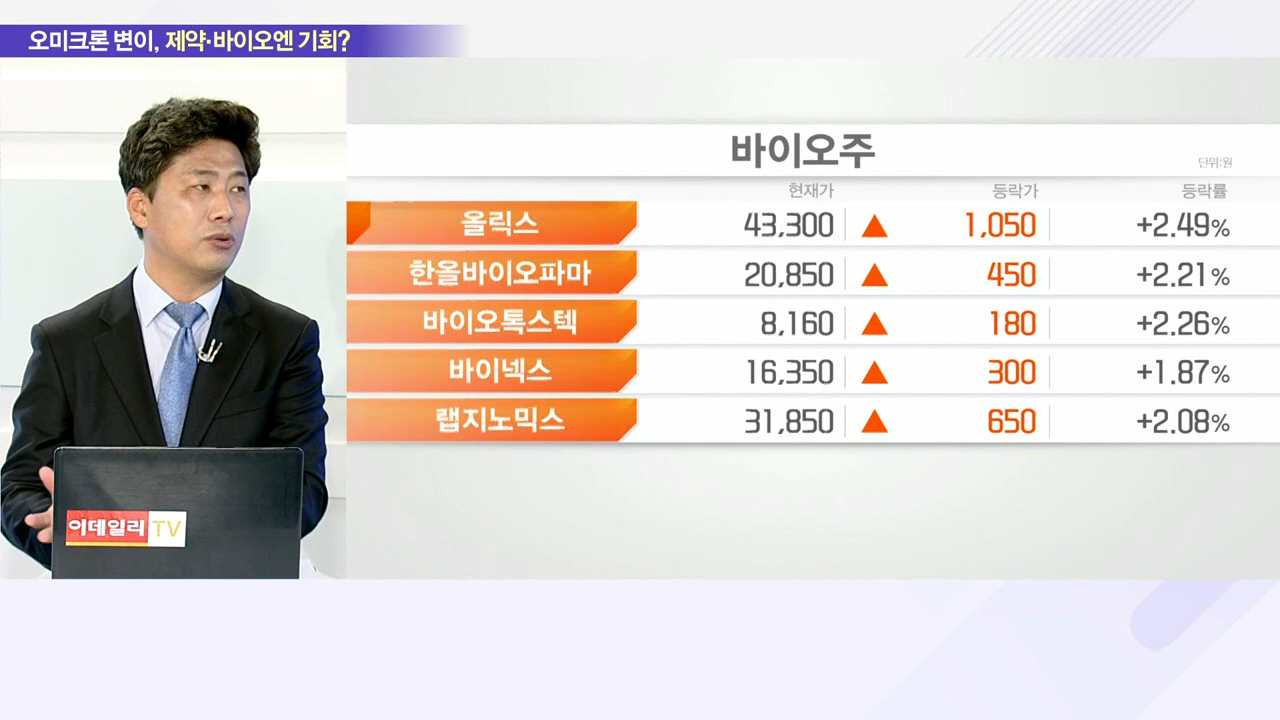 오미크론 변이, 제약·바이오엔 기회?
바이오주
단위:원
현재가 등락가 등락률
올릭스 43,300 ▲ 1,050 +2.49%
한올바이오파마 20,850 ▲ 450 +2.21%
바이오톡스텍 8,160 ▲ 180 +2.26%
바이넥스 16,350 ▲ 300 +1.87%
랩지노믹스 31,850 ▲ 650 +2.08%
이데일리 TV